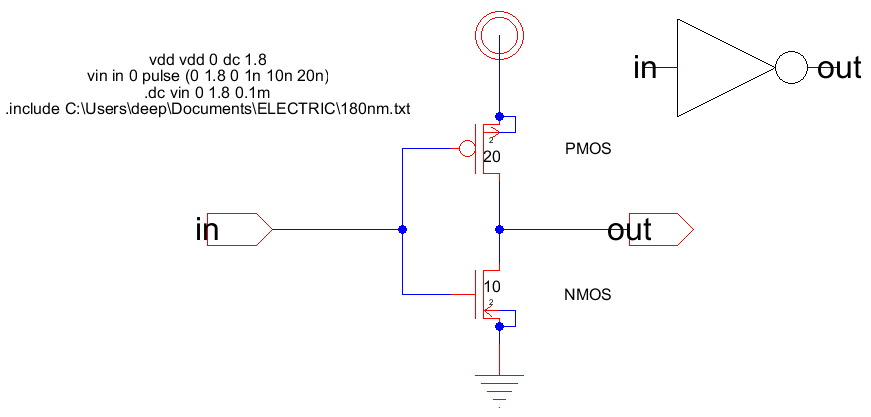 vdd vdd 0 dc 1.8
vin in 0 pulse (0 1.8 0 1n 10n 20n)
.dc vin 0 1.8 0.1m
.include C:\Users\deep\Documents\ELECTRIC\180nm.txt
in
out
2
20
PMOS
in
out
10
2
NMOS